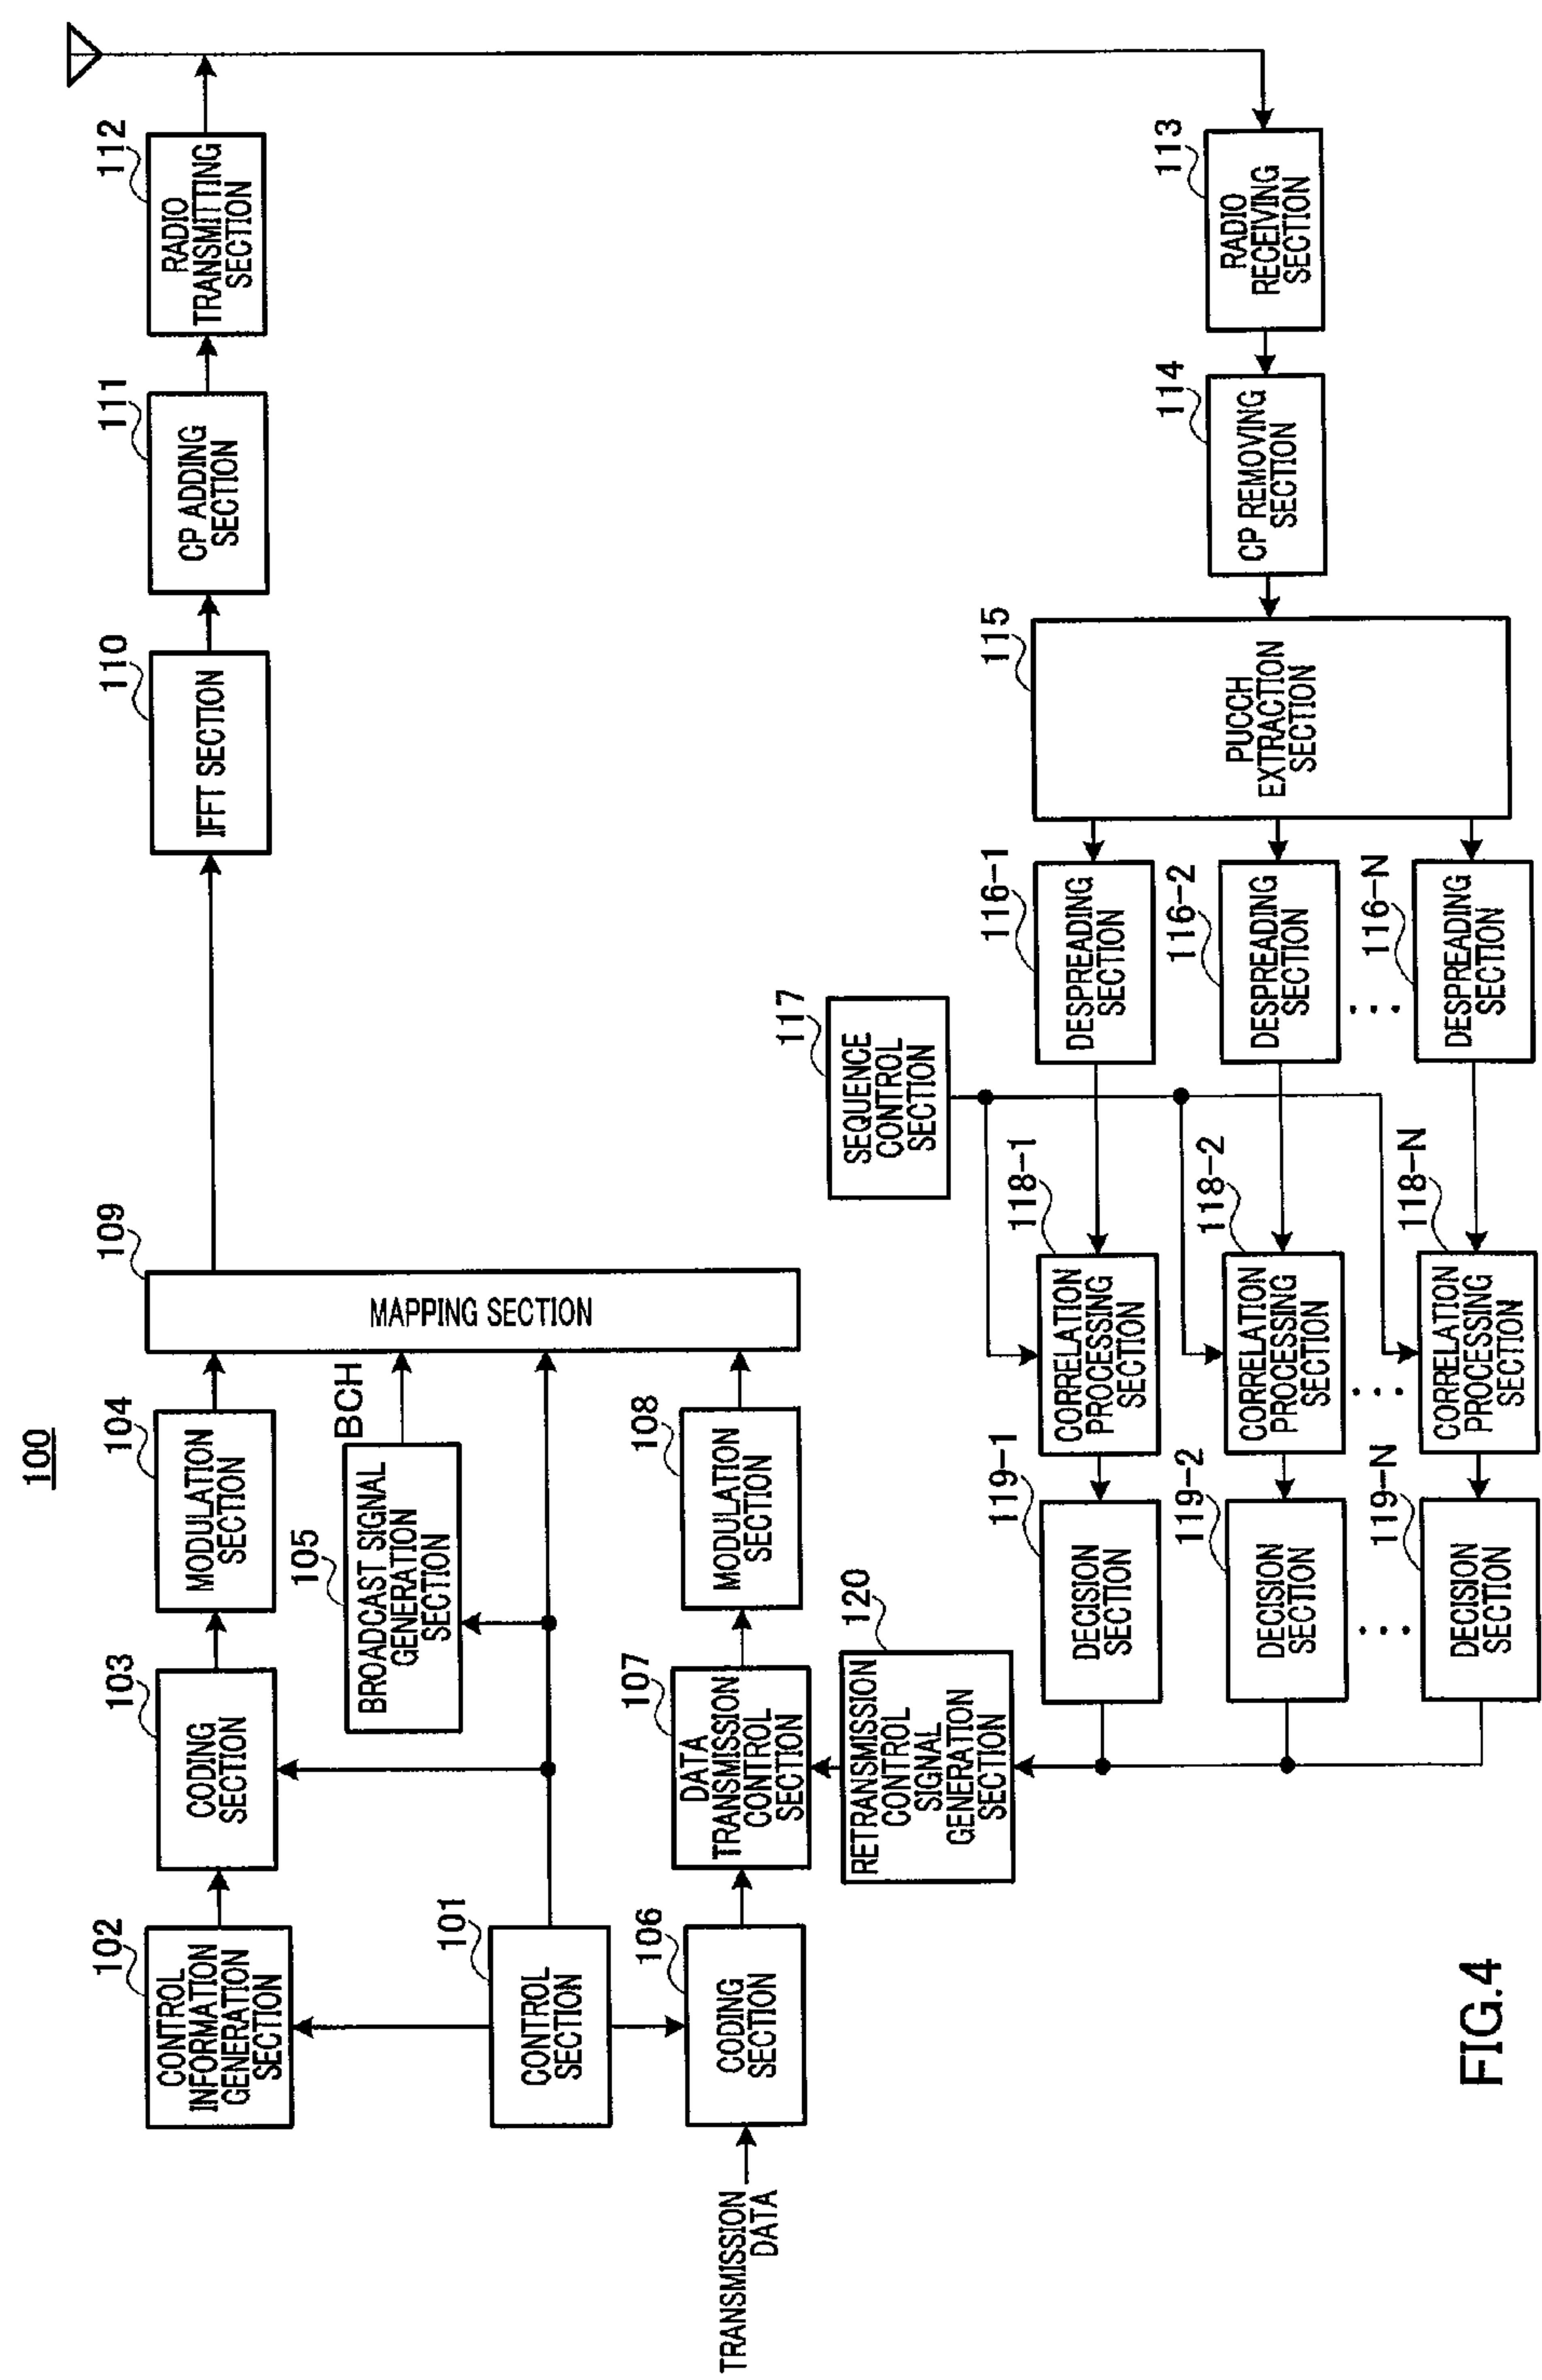 100
102
CONTROL
INFORMATION
GENERATION
SECTION
103
CODING
SECTION
104
MODULATION
SECTION
109
MAPPING SECTION
110
IFFT SECTION
111
CP ADDING
SECTION
112
RADIO
TRANSMITTING
SECTION
105
BROADCAST SIGNAL
GENERATION
SECTION
BCH
101
CONTROL
SECTION
TRANSMISSION
DATA
106
CODING
SECTION
107
DATA
TRANSMISSION
CONTROL
SECTION
108
MODULATION
SECTION
120
RETRANSMISSION
CONTROL
SIGNAL
GENERATION
SECTION
117
SEQUENCE
CONTROL
SECTION
119-1
DECISION
SECTION
118-1
CORRELATION
PROCESSING
SECTION
116-1
DESPREADING
SECTION
115
PUCCH
EXTRACTION
SECTION
114
CP REMOVING
SECTION
113
RADIO
RECEIVING
SECTION
119-2
DECISION
SECTION
118-2
CORRELATION
PROCESSING
SECTION
116-2
DESPREADING
SECTION
...
...
...
119-N
DECISION
SECTION
118-N
CORRELATION
PROCESSING
SECTION
116-N
DESPREADING
SECTION
FIG.4